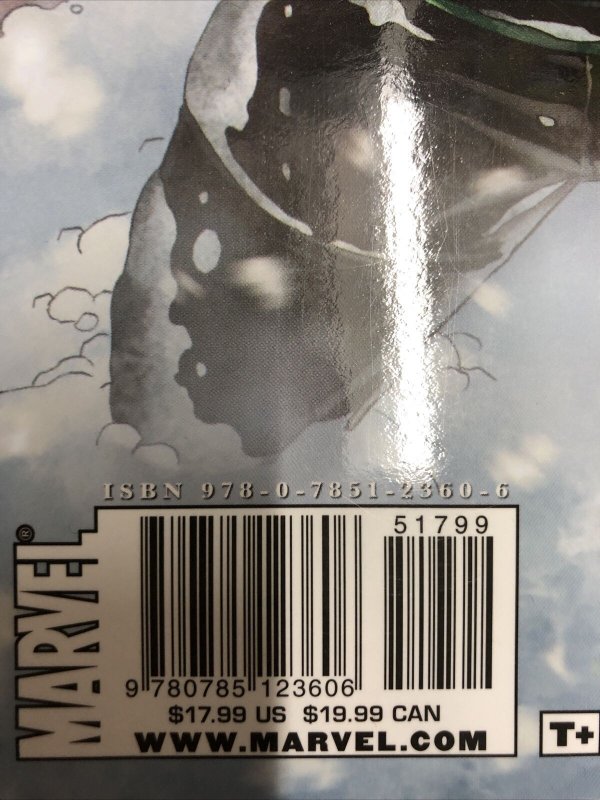 ISBN 978-0-7851-2360-6
51799
MARVEL®
9 780785 123606
$17.99 US $19.99 CAN
WWW.MARVEL.COM
T+